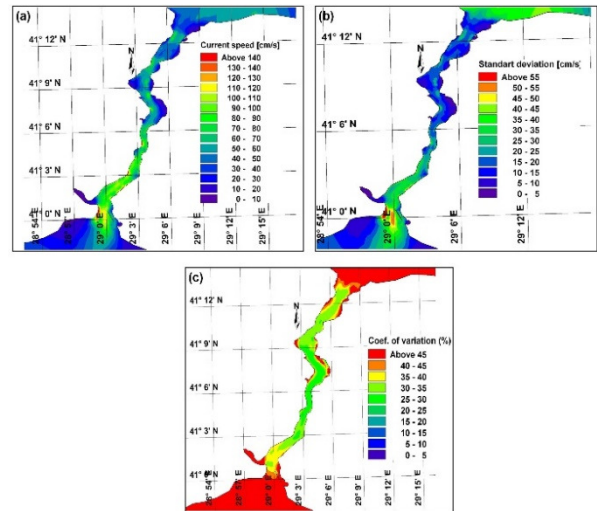 (a)
41° 12' N
41° 9' N
41° 6' N
41° 3' N
41° 0' N
N
Current speed [cm/s]
Above 140
130 - 140
120 - 130
110 - 120
100 - 110
90 - 100
80 - 90
70 - 80
60 - 70
50 - 60
40 - 50
30 - 40
20 - 30
10 - 20
0 - 10
28° 54' E
29° 0' E
29° 3' E
29° 6' E
29° 9' E
29° 12' E
29° 15' E
(b)
41° 12' N
41° 6' N
41° 0' N
N
Standart deviation [cm/s]
Above 55
50 - 55
45 - 50
40 - 45
35 - 40
30 - 35
25 - 30
20 - 25
15 - 20
10 - 15
5 - 10
0 - 5
28° 54' E
29° 0' E
29° 6' E
29° 12' E
(c)
41° 12' N
41° 9' N
41° 6' N
41° 3' N
41° 0' N
N
Coef. of variation (%)
Above 45
40 - 45
35 - 40
30 - 35
25 - 30
20 - 25
15 - 20
10 - 15
5 - 10
0 - 5
28° 54' E
28° 57' E
29° 0' E
29° 3' E
29° 6' E
29° 9' E
29° 12' E
29° 15' E